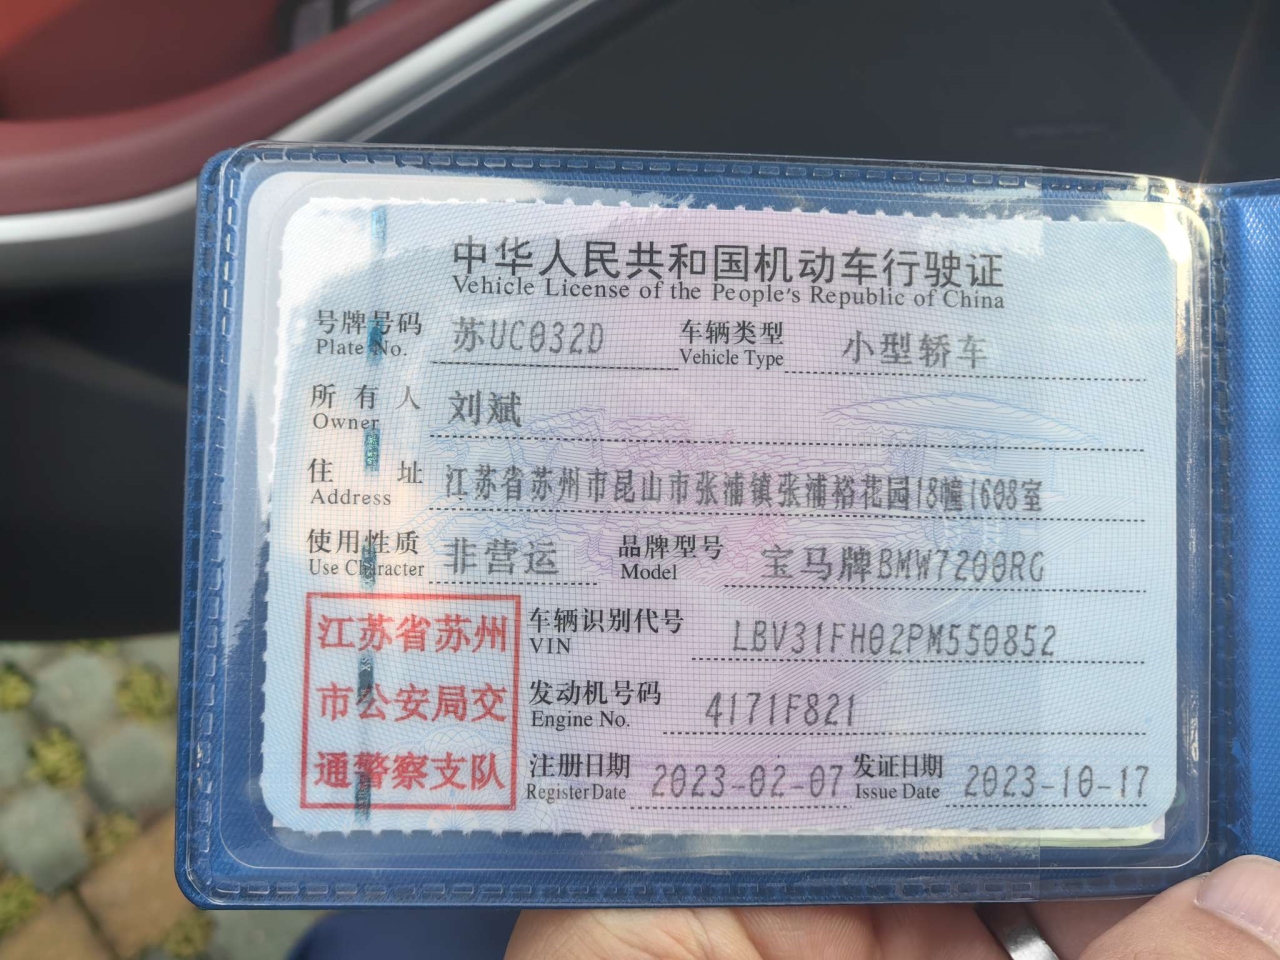 中华人民共和国机动车行驶证
Vehicle License of the People's Republic of China
号牌号码 苏UC032D 车辆类型 小型轿车
Plate No. Vehicle Type
所有人 刘斌
Owner
住址 江苏省苏州市昆山市张浦镇张浦裕花园18幢1608室
Address
使用性质 非营运 品牌型号 宝马牌BMW7200RG
Use Character Model
江苏省苏州 车辆识别代号 LBV31FH02PM550852
VIN
市公安局交 发动机号码 4171F821
Engine No.
通警察支队 注册日期 2023-02-07 发证日期 2023-10-17
Register Date Issue Date